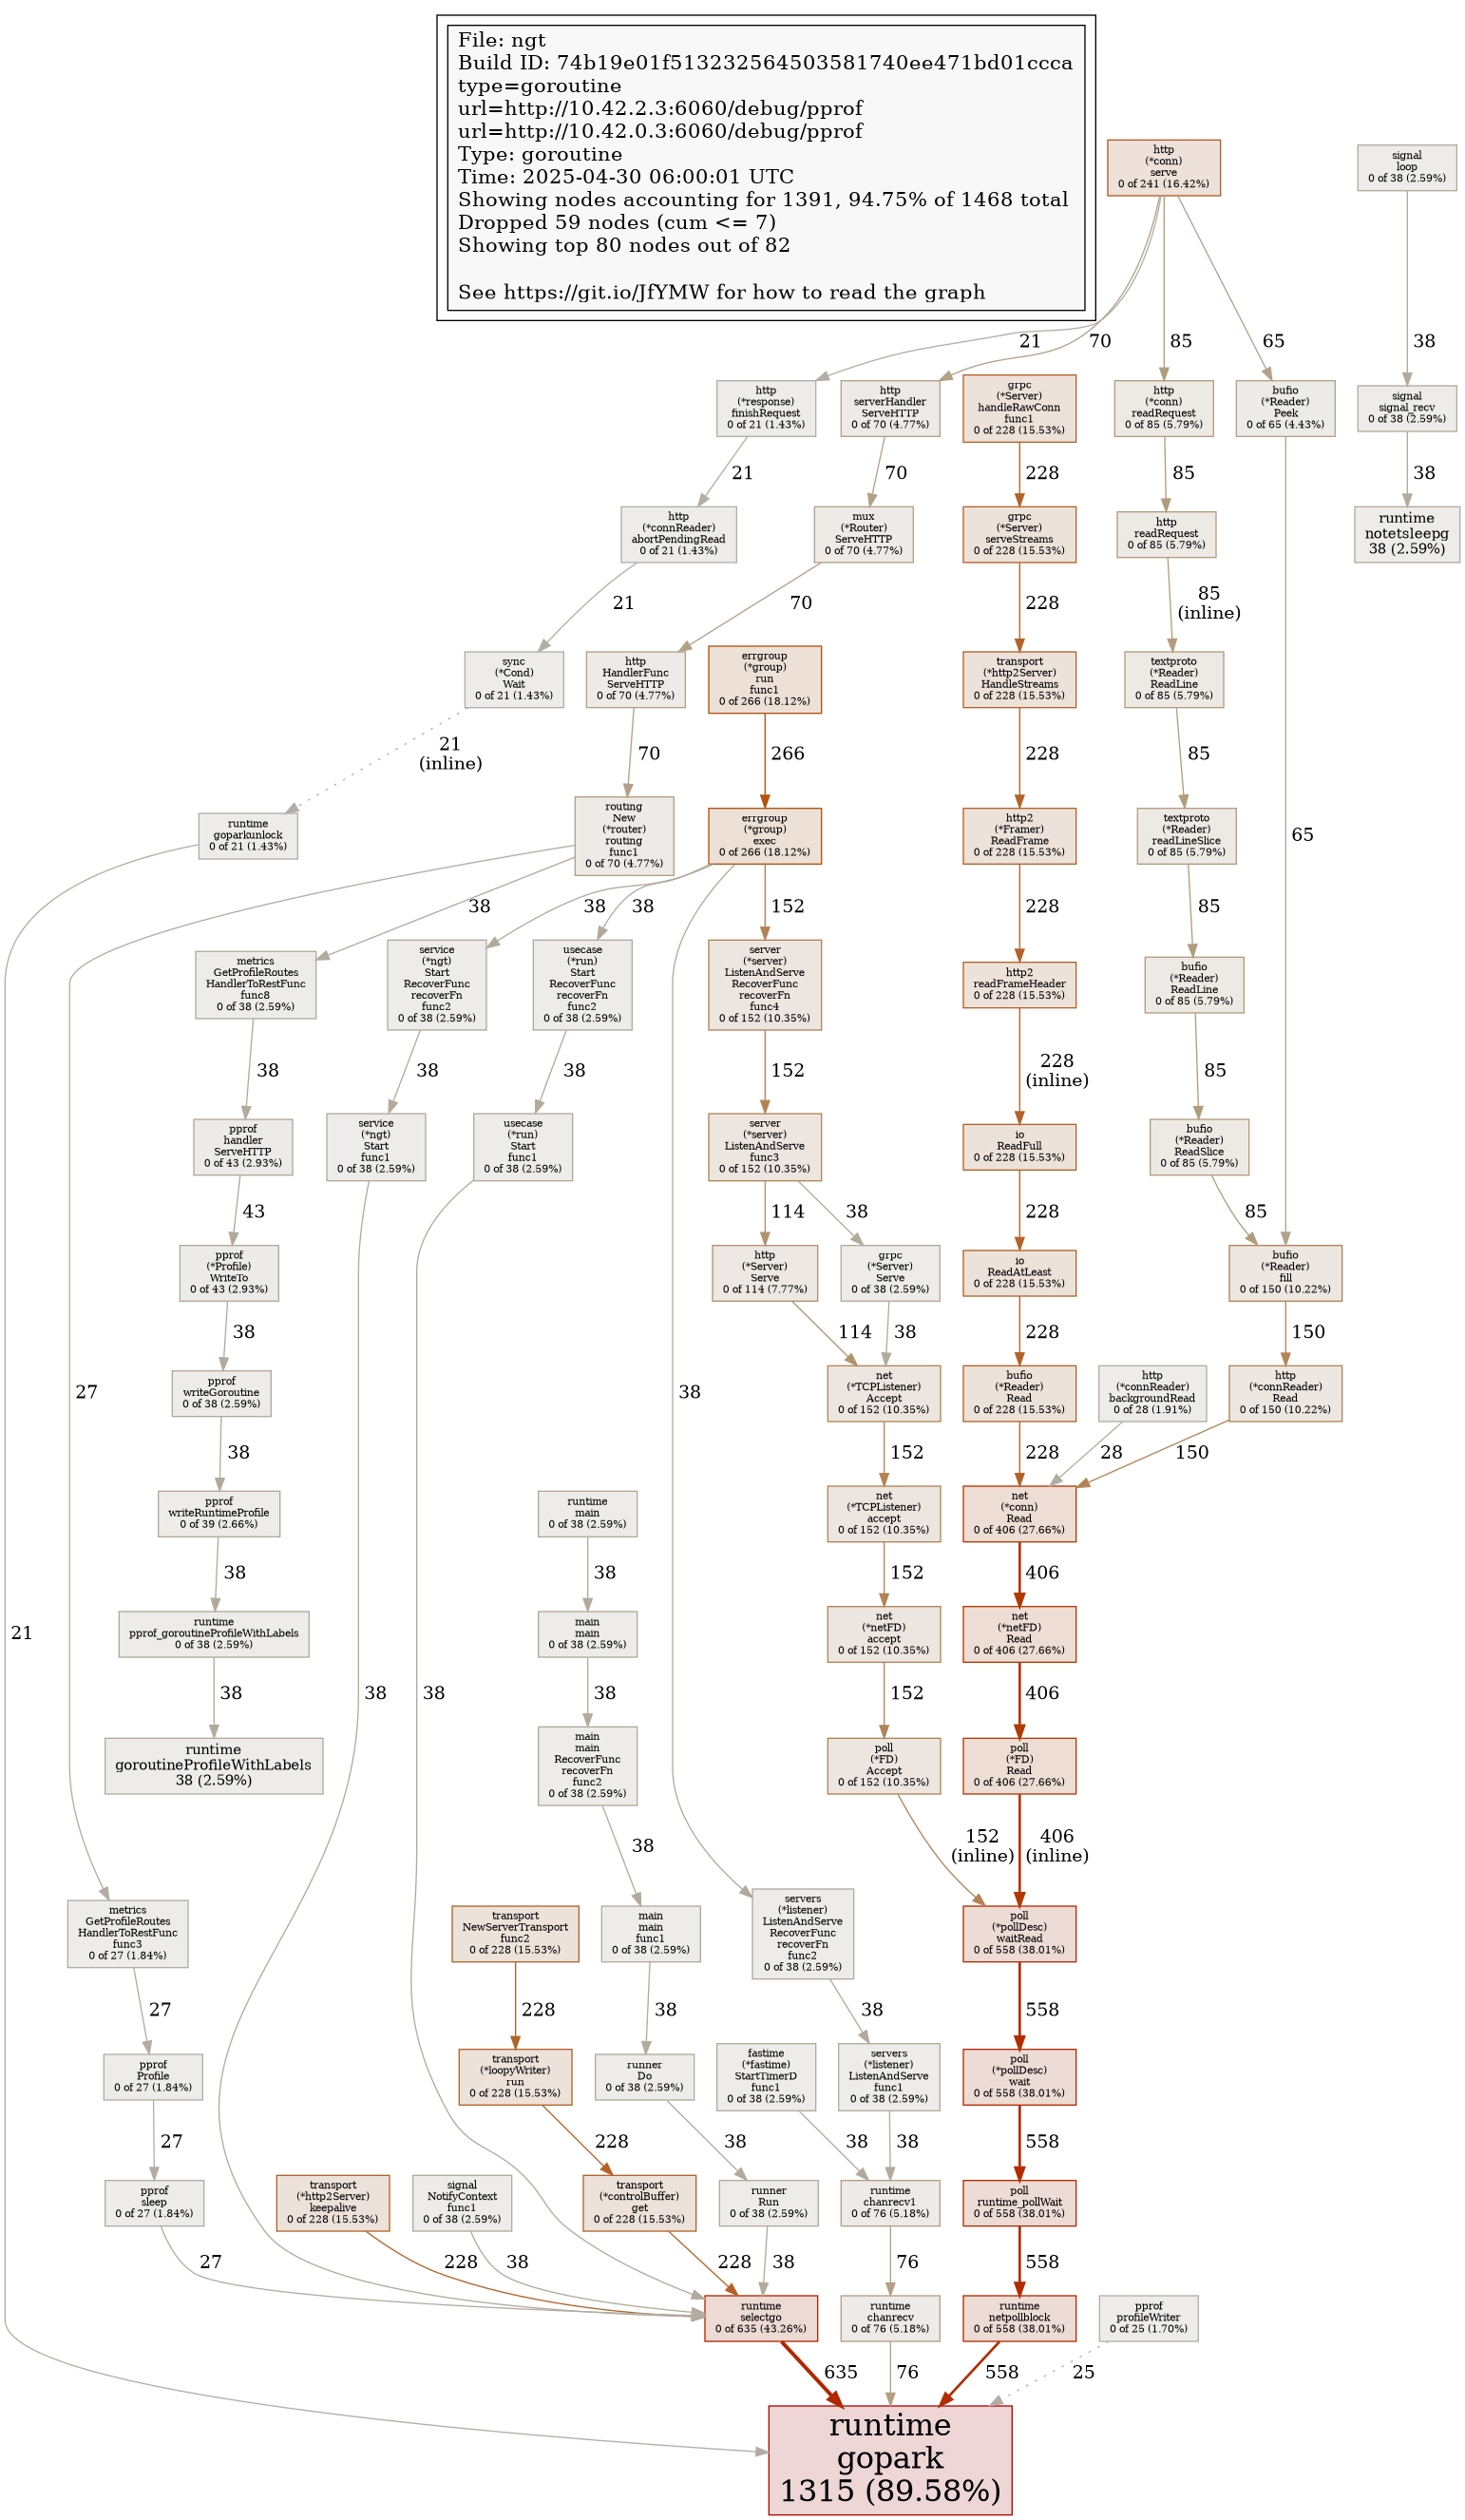 File: ngt
Build ID: 74b19e01f513232564503581740ee471bd01ccca
type=goroutine
url=http://10.42.2.3:6060/debug/pprof
url=http://10.42.0.3:6060/debug/pprof
Type: goroutine
Time: 2025-04-30 06:00:01 UTC
Showing nodes accounting for 1391, 94.75% of 1468 total
Dropped 59 nodes (cum <= 7)
Showing top 80 nodes out of 82
See https://git.io/JfYMW for how to read the graph
http
(*conn)
serve
0 of 241 (16.42%)
signal
loop
0 of 38 (2.59%)
21
70
85
65
38
http
(*response)
finishRequest
0 of 21 (1.43%)
http
serverHandler
ServeHTTP
0 of 70 (4.77%)
grpc
(*Server)
handleRawConn
func1
0 of 228 (15.53%)
http
(*conn)
readRequest
0 of 85 (5.79%)
bufio
(*Reader)
Peek
0 of 65 (4.43%)
signal
signal_recv
0 of 38 (2.59%)
21
70
228
85
38
http
(*connReader)
abortPendingRead
0 of 21 (1.43%)
mux
(*Router)
ServeHTTP
0 of 70 (4.77%)
grpc
(*Server)
serveStreams
0 of 228 (15.53%)
http
readRequest
0 of 85 (5.79%)
runtime
notetsleepg
38 (2.59%)
21
70
228
85
(inline)
sync
(*Cond)
Wait
0 of 21 (1.43%)
http
HandlerFunc
ServeHTTP
0 of 70 (4.77%)
errgroup
(*group)
run
func1
0 of 266 (18.12%)
transport
(*http2Server)
HandleStreams
0 of 228 (15.53%)
textproto
(*Reader)
ReadLine
0 of 85 (5.79%)
21
(inline)
70
266
228
85
runtime
goparkunlock
0 of 21 (1.43%)
routing
New
(*router)
routing
func1
0 of 70 (4.77%)
errgroup
(*group)
exec
0 of 266 (18.12%)
http2
(*Framer)
ReadFrame
0 of 228 (15.53%)
textproto
(*Reader)
readLineSlice
0 of 85 (5.79%)
65
38
38
38
152
228
85
metrics
GetProfileRoutes
HandlerToRestFunc
func8
0 of 38 (2.59%)
service
(*ngt)
Start
RecoverFunc
recoverFn
func2
0 of 38 (2.59%)
usecase
(*run)
Start
RecoverFunc
recoverFn
func2
0 of 38 (2.59%)
server
(*server)
ListenAndServe
RecoverFunc
recoverFn
func4
0 of 152 (10.35%)
http2
readFrameHeader
0 of 228 (15.53%)
bufio
(*Reader)
ReadLine
0 of 85 (5.79%)
38
38
38
152
228
(inline)
85
pprof
handler
ServeHTTP
0 of 43 (2.93%)
service
(*ngt)
Start
func1
0 of 38 (2.59%)
usecase
(*run)
Start
func1
0 of 38 (2.59%)
server
(*server)
ListenAndServe
func3
0 of 152 (10.35%)
io
ReadFull
0 of 228 (15.53%)
bufio
(*Reader)
ReadSlice
0 of 85 (5.79%)
43
114
38
228
85
pprof
(*Profile)
WriteTo
0 of 43 (2.93%)
http
(*Server)
Serve
0 of 114 (7.77%)
grpc
(*Server)
Serve
0 of 38 (2.59%)
io
ReadAtLeast
0 of 228 (15.53%)
bufio
(*Reader)
fill
0 of 150 (10.22%)
38
114
38
228
150
27
38
pprof
writeGoroutine
0 of 38 (2.59%)
net
(*TCPListener)
Accept
0 of 152 (10.35%)
bufio
(*Reader)
Read
0 of 228 (15.53%)
http
(*connReader)
backgroundRead
0 of 28 (1.91%)
http
(*connReader)
Read
0 of 150 (10.22%)
38
152
228
28
150
pprof
writeRuntimeProfile
0 of 39 (2.66%)
runtime
main
0 of 38 (2.59%)
net
(*TCPListener)
accept
0 of 152 (10.35%)
net
(*conn)
Read
0 of 406 (27.66%)
38
38
152
406
21
runtime
pprof_goroutineProfileWithLabels
0 of 38 (2.59%)
main
main
0 of 38 (2.59%)
net
(*netFD)
accept
0 of 152 (10.35%)
net
(*netFD)
Read
0 of 406 (27.66%)
38
38
38
38
152
406
runtime
goroutineProfileWithLabels
38 (2.59%)
main
main
RecoverFunc
recoverFn
func2
0 of 38 (2.59%)
poll
(*FD)
Accept
0 of 152 (10.35%)
poll
(*FD)
Read
0 of 406 (27.66%)
38
152
(inline)
406
(inline)
metrics
GetProfileRoutes
HandlerToRestFunc
func3
0 of 27 (1.84%)
transport
NewServerTransport
func2
0 of 228 (15.53%)
main
main
func1
0 of 38 (2.59%)
servers
(*listener)
ListenAndServe
RecoverFunc
recoverFn
func2
0 of 38 (2.59%)
poll
(*pollDesc)
waitRead
0 of 558 (38.01%)
27
228
38
38
558
pprof
Profile
0 of 27 (1.84%)
transport
(*loopyWriter)
run
0 of 228 (15.53%)
runner
Do
0 of 38 (2.59%)
fastime
(*fastime)
StartTimerD
func1
0 of 38 (2.59%)
servers
(*listener)
ListenAndServe
func1
0 of 38 (2.59%)
poll
(*pollDesc)
wait
0 of 558 (38.01%)
27
228
38
38
38
558
pprof
sleep
0 of 27 (1.84%)
transport
(*http2Server)
keepalive
0 of 228 (15.53%)
signal
NotifyContext
func1
0 of 38 (2.59%)
transport
(*controlBuffer)
get
0 of 228 (15.53%)
runner
Run
0 of 38 (2.59%)
runtime
chanrecv1
0 of 76 (5.18%)
poll
runtime_pollWait
0 of 558 (38.01%)
27
228
38
228
38
76
558
runtime
selectgo
0 of 635 (43.26%)
runtime
chanrecv
0 of 76 (5.18%)
runtime
netpollblock
0 of 558 (38.01%)
pprof
profileWriter
0 of 25 (1.70%)
635
76
558
25
runtime
gopark
1315 (89.58%)